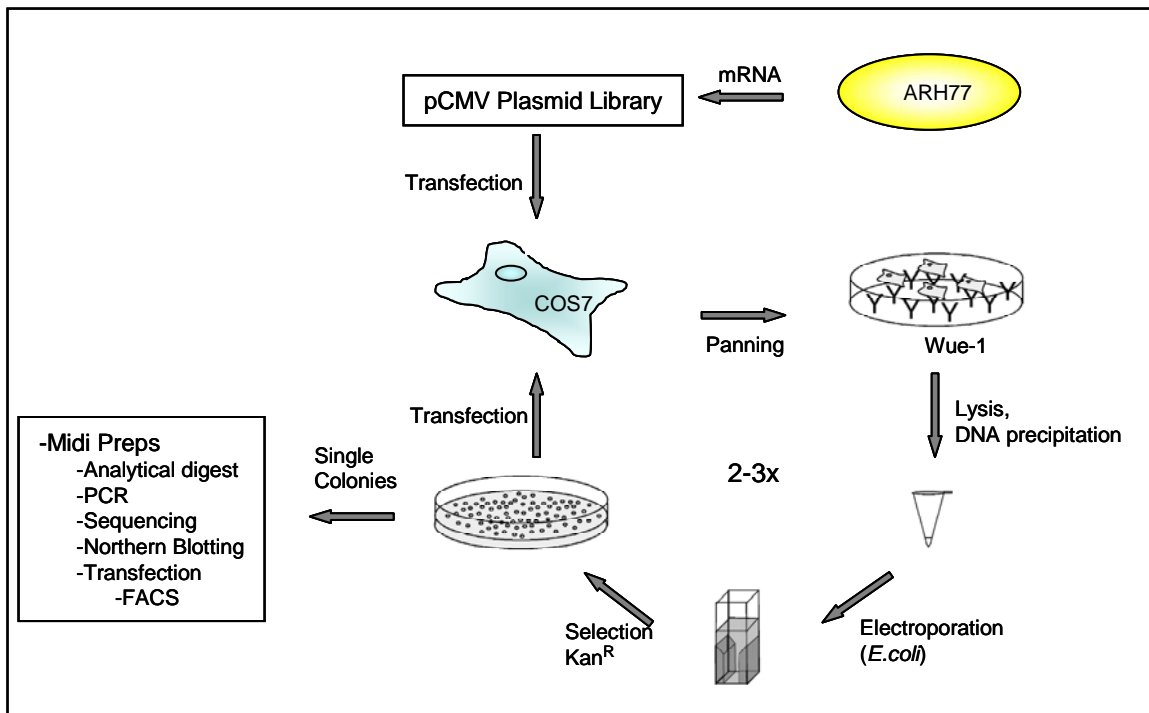 mRNA
ARH77
pCMV Plasmid Library
Transfection
COS7
Panning
Wue-1
Transfection
Lysis,
DNA precipitation
-Midi Preps
-Analytical digest
-PCR
-Sequencing
-Northern Blotting
-Transfection
-FACS
Single
Colonies
2-3x
Selection
Kan^R
Electroporation
(E.coli)